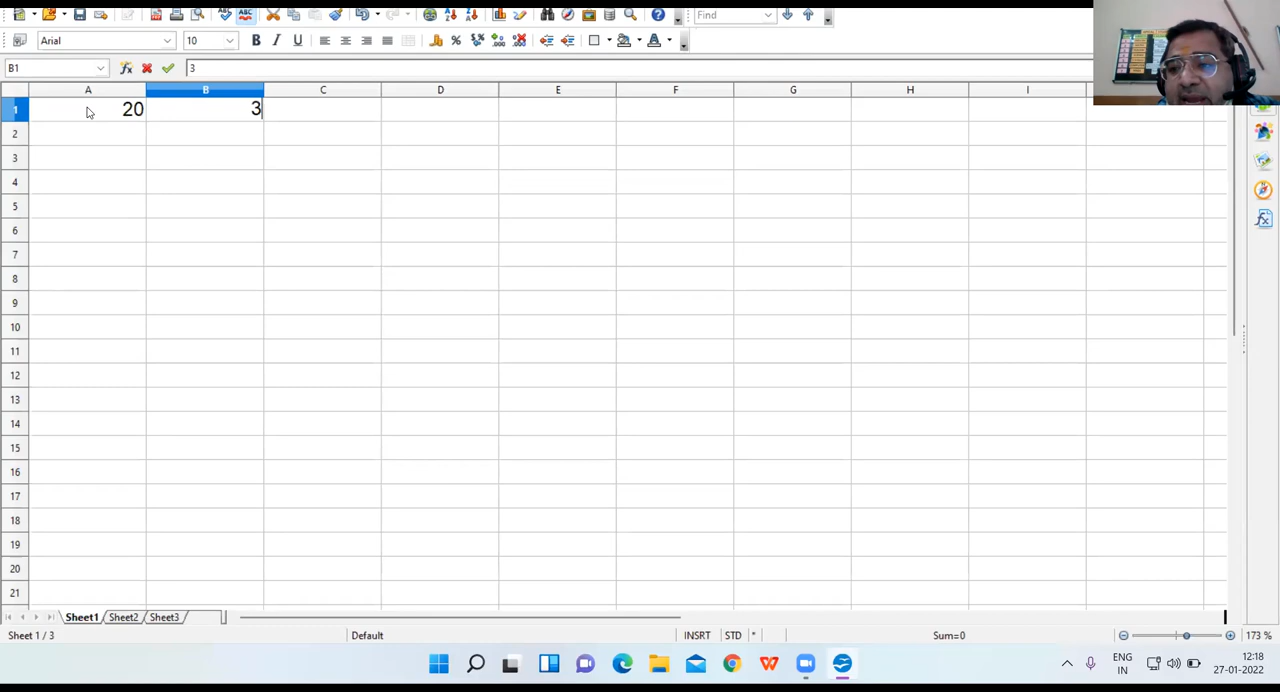 Find
Arial 10 B I U %
B1 3
A B C D E F G H I
1 20 3
2
3
4
5
6
7
8
9
10
11
12
13
14
15
16
17
18
19
20
21
Sheet1 Sheet2 Sheet3
Sheet 1 / 3 Default INSRT STD * Sum=0 173 %
ENG
IN
12:18
27-01-2022